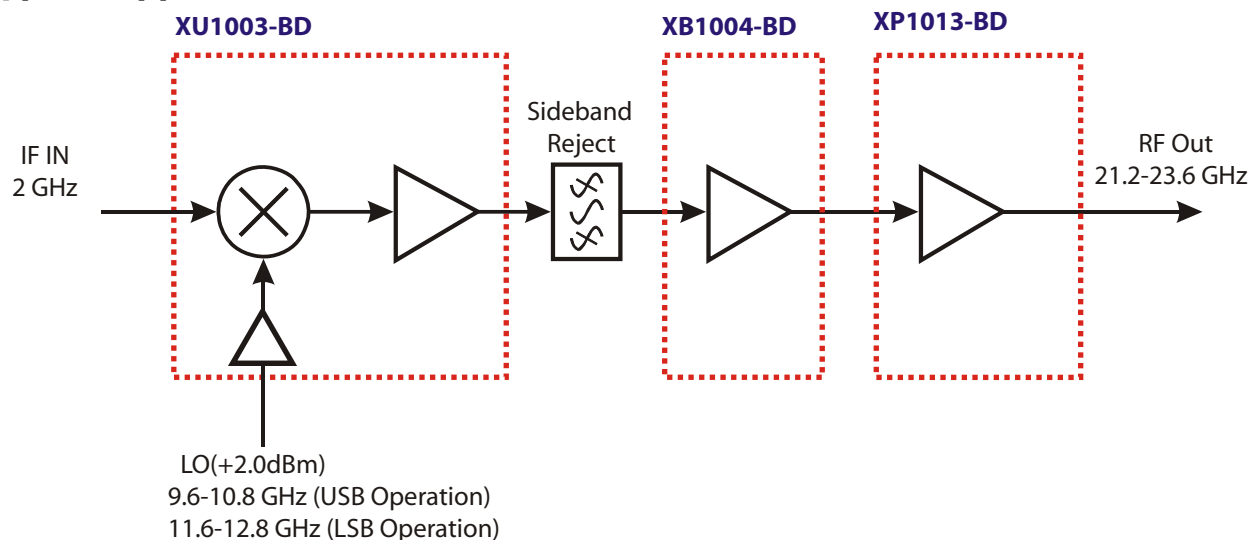 XU1003-BD
XB1004-BD
XP1013-BD
Sideband
Reject
IF IN
2 GHz
RF Out
21.2-23.6 GHz
LO(+2.0dBm)
9.6-10.8 GHz (USB Operation)
11.6-12.8 GHz (LSB Operation)